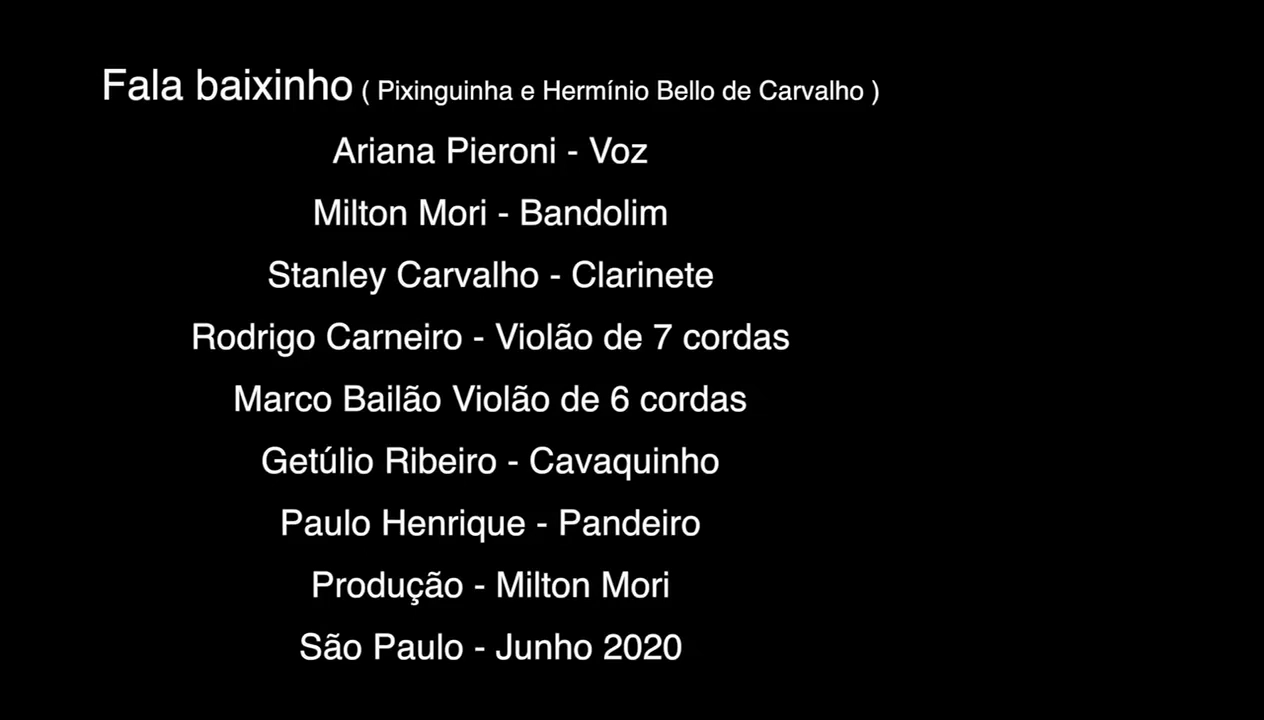 Fala baixinho ( Pixinguinha e Hermínio Bello de Carvalho )
Ariana Pieroni - Voz
Milton Mori - Bandolim
Stanley Carvalho - Clarinete
Rodrigo Carneiro - Violão de 7 cordas
Marco Bailão Violão de 6 cordas
Getúlio Ribeiro - Cavaquinho
Paulo Henrique - Pandeiro
Produção - Milton Mori
São Paulo - Junho 2020